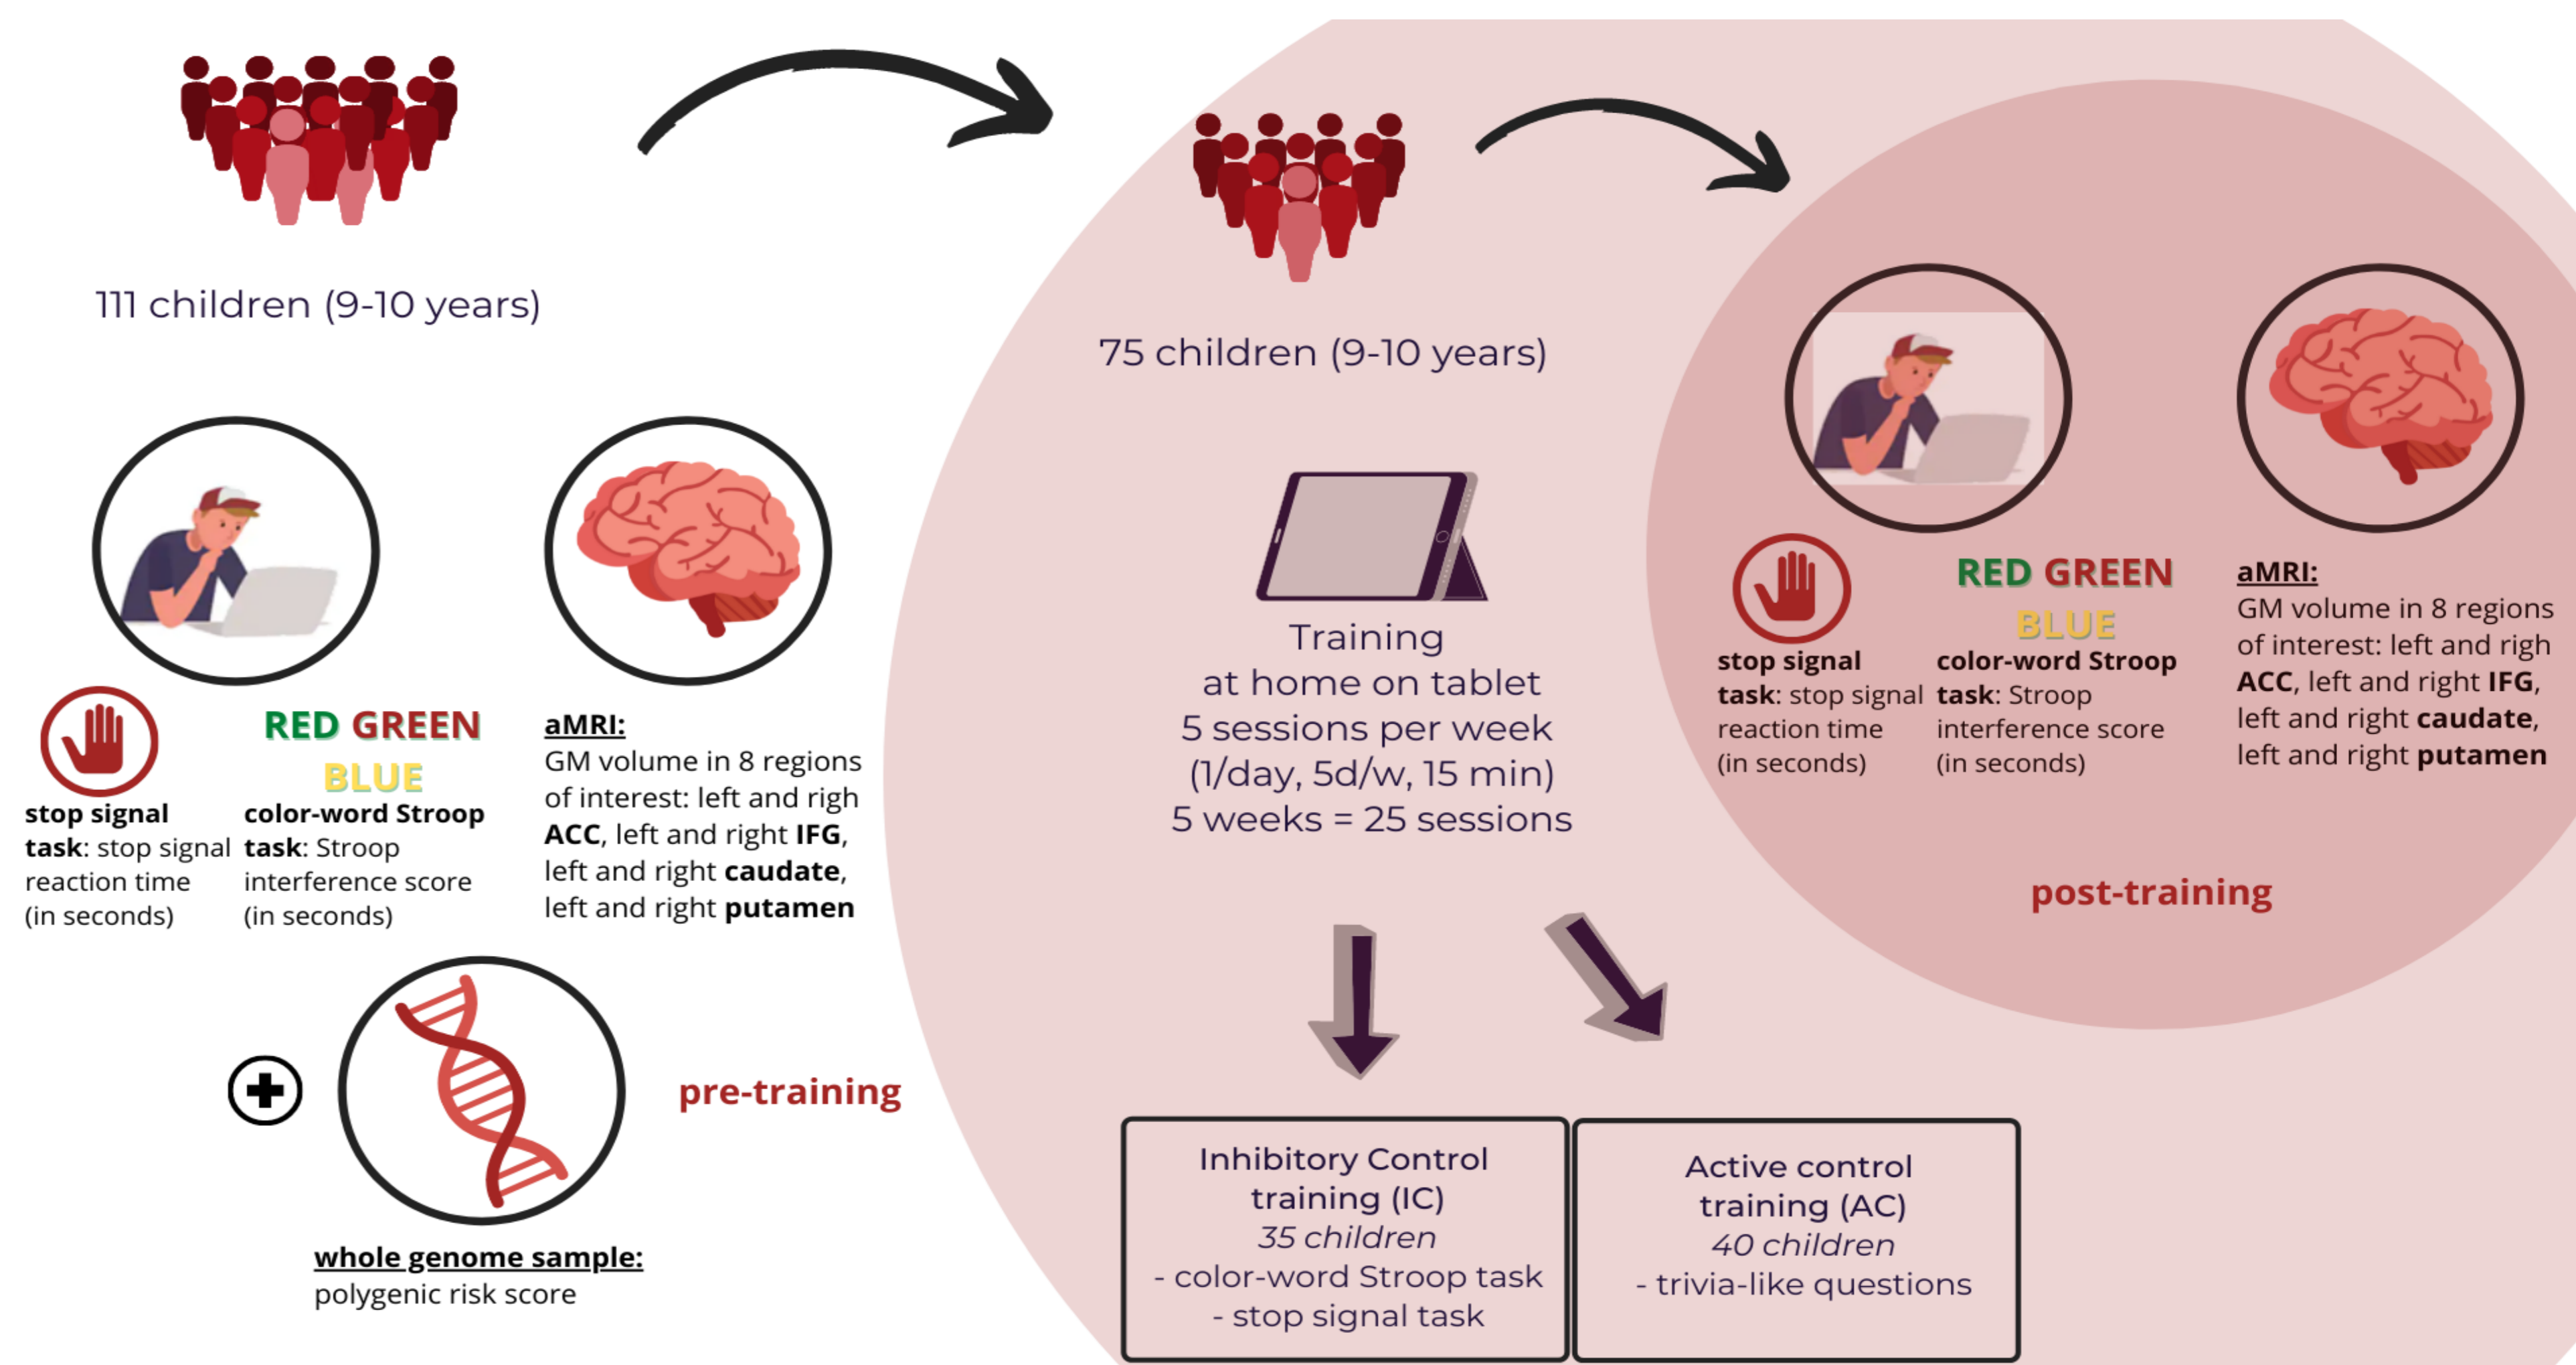 111 children (9-10 years)
RED GREEN
BLUE
stop signal
task: stop signal
reaction time
(in seconds)
color-word Stroop
task: Stroop
interference score
(in seconds)
aMRI:
GM volume in 8 regions
of interest: left and righ
ACC, left and right IFG,
left and right caudate,
left and right putamen
whole genome sample:
polygenic risk score
pre-training
75 children (9-10 years)
Training
at home on tablet
5 sessions per week
(1/day, 5d/w, 15 min)
5 weeks = 25 sessions
Inhibitory Control
training (IC)
35 children
- color-word Stroop task
- stop signal task
Active control
training (AC)
40 children
- trivia-like questions
RED GREEN
BLUE
stop signal
task: stop signal
reaction time
(in seconds)
color-word Stroop
task: Stroop
interference score
(in seconds)
aMRI:
GM volume in 8 regions
of interest: left and righ
ACC, left and right IFG,
left and right caudate,
left and right putamen
post-training